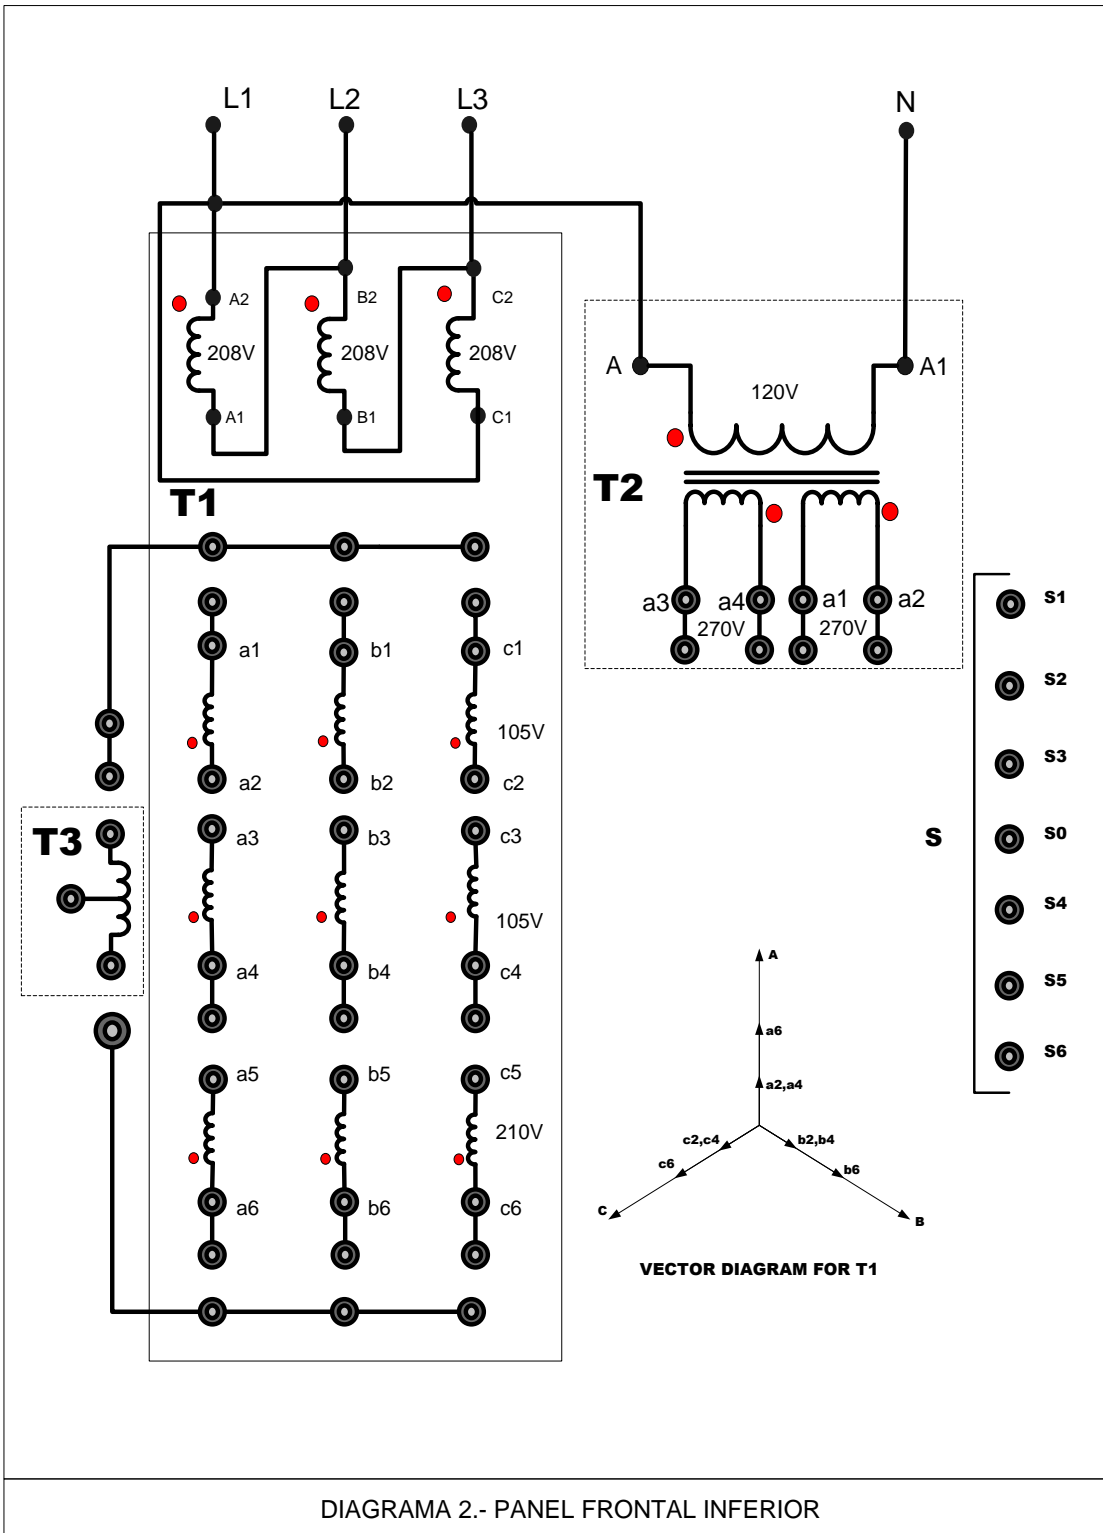 L1 L2 L3 N
A2 B2 C2
208V 208V 208V
A A1
120V
A1 B1 C1
T1
T2
a3 a4 a1 a2
270V 270V
S1
a1 b1 c1
S2
105V
a2 b2 c2
S3
T3
a3 b3 c3
S
S0
105V
S4
a4 b4 c4
A
S5
a6
S6
a5 b5 c5
a2,a4
210V
c2,c4 b2,b4
c6 b6
a6 b6 c6
C B
VECTOR DIAGRAM FOR T1
DIAGRAMA 2.- PANEL FRONTAL INFERIOR